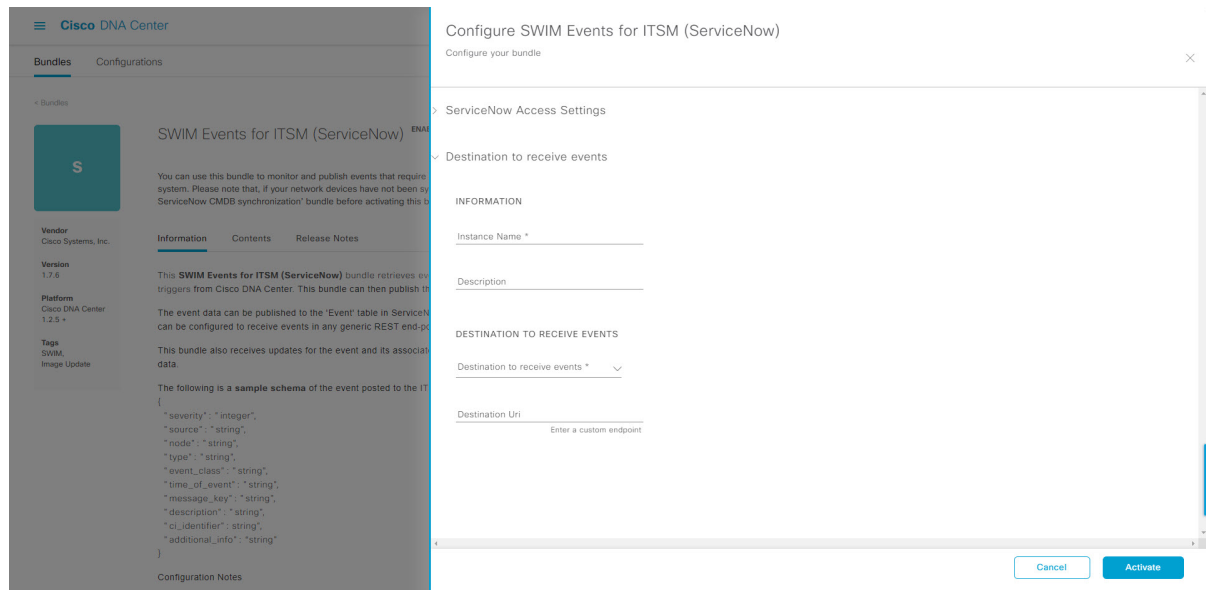 Cisco DNA Center
Bundles Configurations
< Bundles
S
SWIM Events for ITSM (ServiceNow)
You can use this bundle to monitor and publish events that require
system. Please note that, if your network devices have not been
ServiceNow CMDB synchronization' bundle before activating this
Vendor
Cisco Systems, Inc.
Version
1.7.6
Platform
Cisco DNA Center
1.2.5 +
Tags
SWIM,
Image Update
Information Contents Release Notes
This SWIM Events for ITSM (ServiceNow) bundle retrieves
triggers from Cisco DNA Center. This bundle can then publish
The event data can be published to the 'Event' table in
can be configured to receive events in any generic REST
This bundle also receives updates for the event and its
data.
The following is a sample schema of the event posted to the
{
"severity" : " integer",
"source" : " string",
"node" : "string",
"type" : "string",
"event_class" : " string",
"time_of_event" : "string",
"message_key" : "string",
"description" : "string",
"ci_identifier" : string",
"additional_info" : "string"
}
Configuration Notes
Configure SWIM Events for ITSM (ServiceNow)
Configure your bundle
ServiceNow Access Settings
Destination to receive events
INFORMATION
Instance Name *
Description
DESTINATION TO RECEIVE EVENTS
Destination to receive events *
Destination Uri
Enter a custom endpoint
Cancel Activate